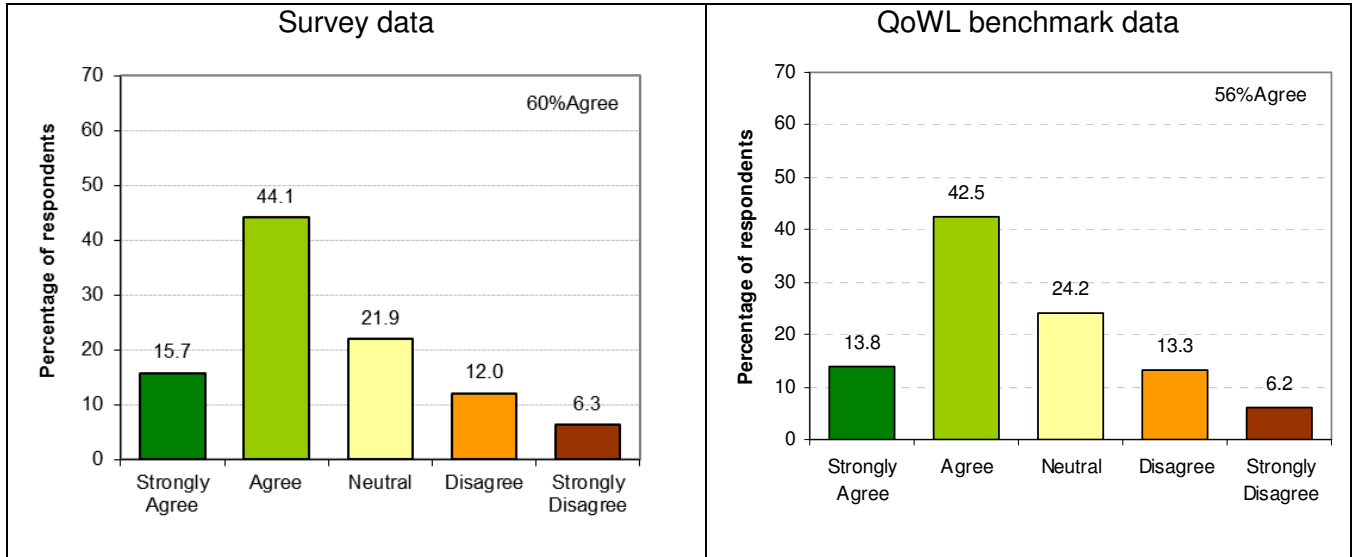 Survey data
70
60%Agree
60
50
44.1
40
30
21.9
20
15.7
12.0
10
6.3
0
Percentage of respondents
Strongly Agree
Agree
Neutral
Disagree
Strongly Disagree
QoWL benchmark data
70
56%Agree
60
50
42.5
40
30
24.2
20
13.8
13.3
10
6.2
0
Percentage of respondents
Strongly
Agree
Agree
Neutral
Disagree
Strongly
Disagree